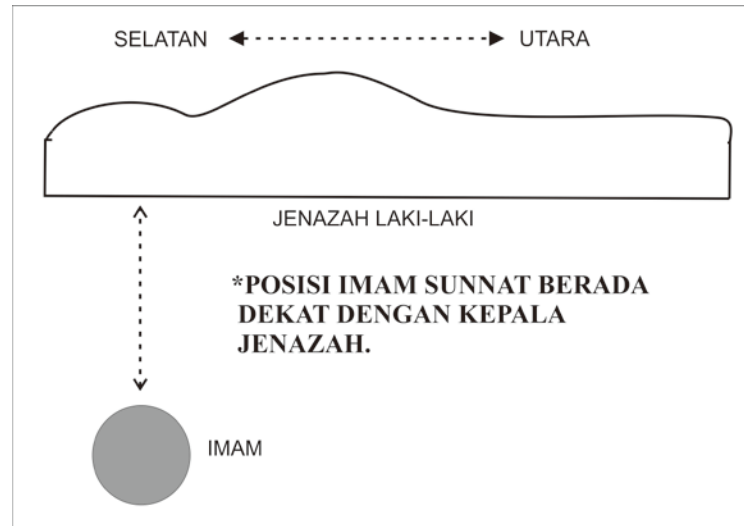 SELATAN UTARA
JENAZAH LAKI-LAKI
*POSISI IMAM SUNNAT BERADA
DEKAT DENGAN KEPALA
JENAZAH.
IMAM